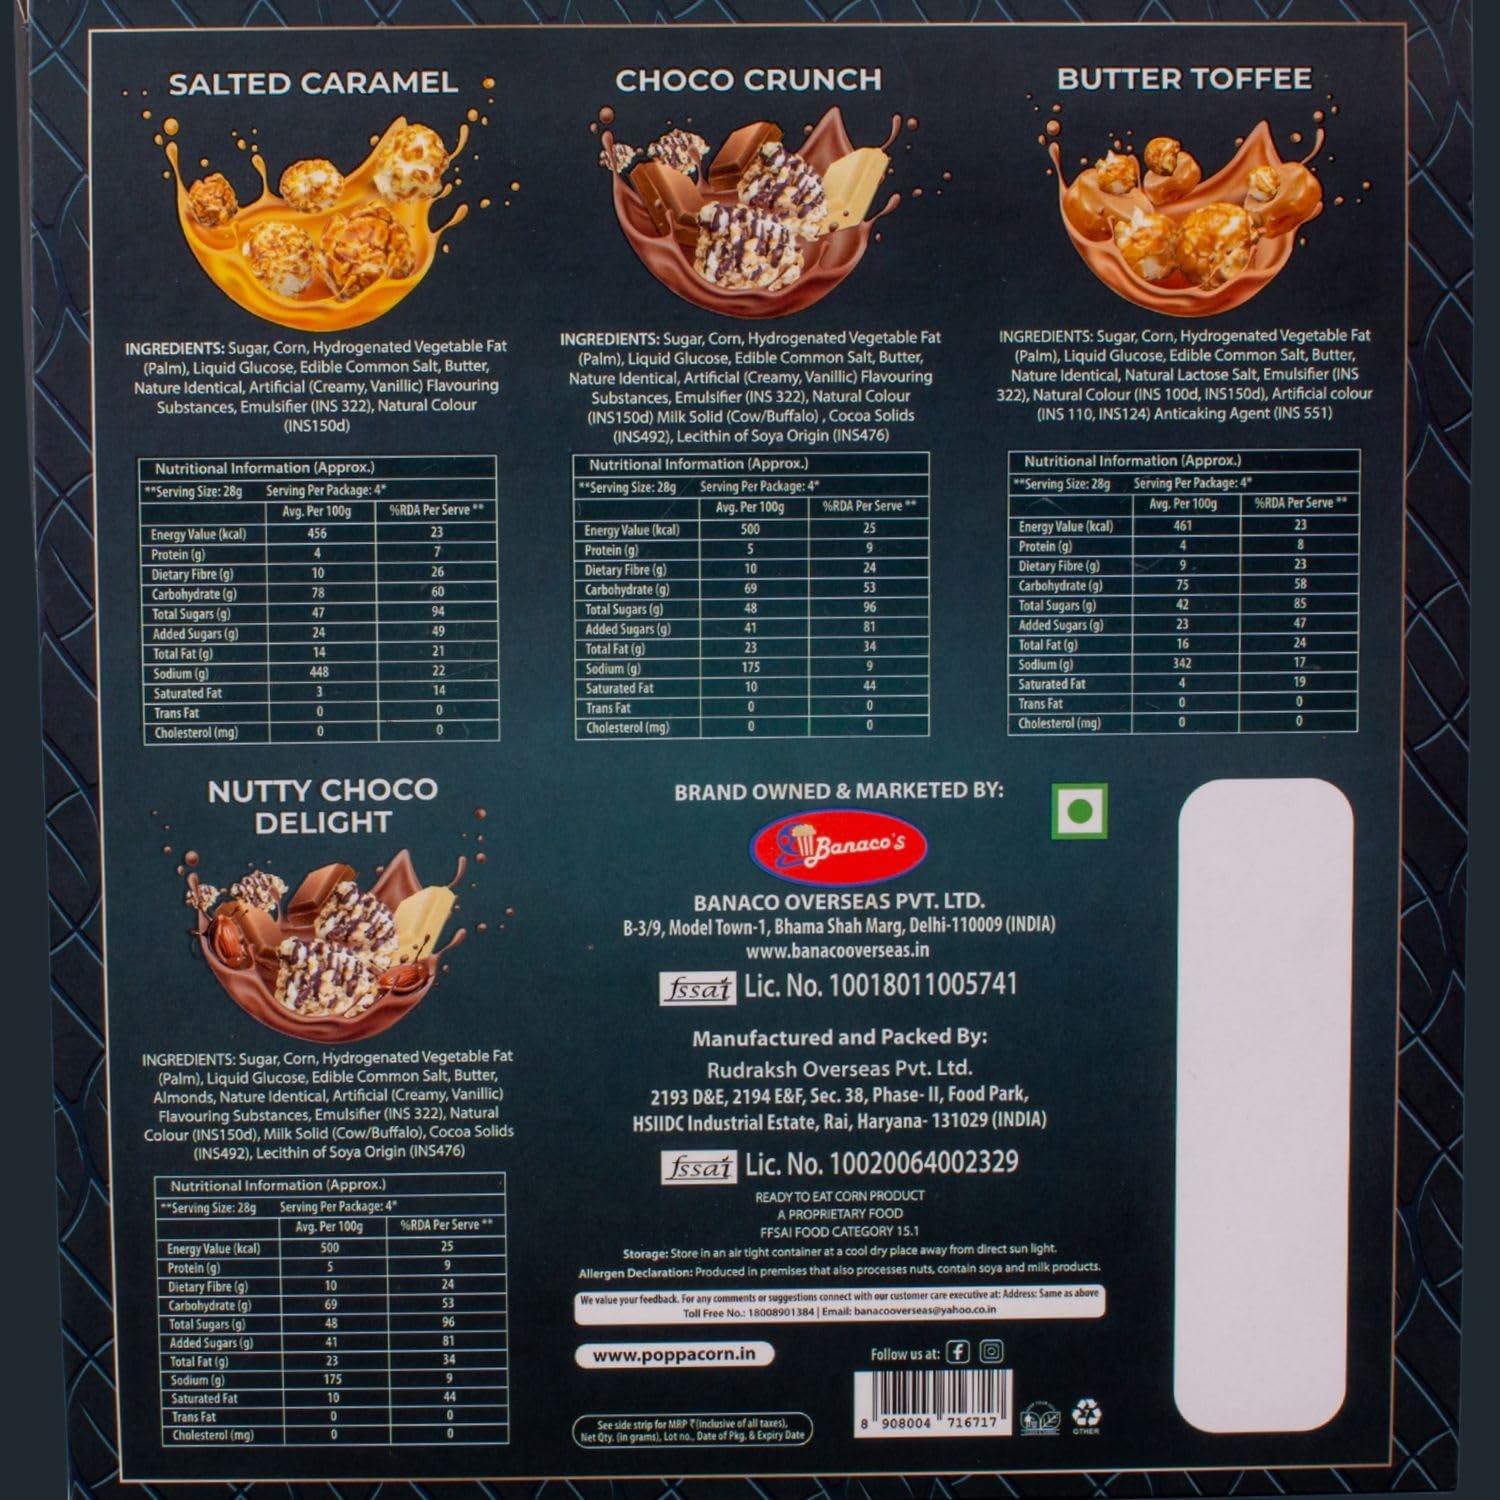 SALTED CARAMEL
INGREDIENTS: Sugar, Corn, Hydrogenated Vegetable Fat
(Palm), Liquid Glucose, Edible Common Salt, Butter,
Nature Identical, Artificial (Creamy, Vanillic) Flavouring
Substances, Emulsifier (INS 322), Natural Colour
(INS150d)
Nutritional Information (Approx.)
**Serving Size: 28g Serving Per Package: 4*
Avg. Per 100g %RDA Per Serve **
Energy Value (kcal) 456 23
Protein (g) 4 7
Dietary Fibre (g) 10 26
Carbohydrate (g) 78 60
Total Sugars (g) 47 94
Added Sugars (g) 24 49
Total Fat (g) 14 21
Sodium (g) 448 22
Saturated Fat 3 14
Trans Fat 0 0
Cholesterol (mg) 0 0
CHOCO CRUNCH
INGREDIENTS: Sugar, Corn, Hydrogenated Vegetable Fat
(Palm), Liquid Glucose, Edible Common Salt, Butter,
Nature Identical, Artificial (Creamy, Vanillic) Flavouring
Substances, Emulsifier (INS 322), Natural Colour
(INS150d) Milk Solid (Cow/Buffalo) , Cocoa Solids
(INS492), Lecithin of Soya Origin (INS476)
Nutritional Information (Approx.)
**Serving Size: 28g Serving Per Package: 4*
Avg. Per 100g %RDA Per Serve **
Energy Value (kcal) 500 25
Protein (g) 5 9
Dietary Fibre (g) 10 24
Carbohydrate (g) 69 53
Total Sugars (g) 48 96
Added Sugars (g) 41 81
Total Fat (g) 23 34
Sodium (g) 175 9
Saturated Fat 10 44
Trans Fat 0 0
Cholesterol (mg) 0 0
BUTTER TOFFEE
INGREDIENTS: Sugar, Corn, Hydrogenated Vegetable Fat
(Palm), Liquid Glucose, Edible Common Salt, Butter,
Nature Identical, Natural Lactose Salt, Emulsifier (INS
322), Natural Colour (INS 100d, INS150d), Artificial colour
(INS 110, INS124) Anticaking Agent (INS 551)
Nutritional Information (Approx.)
**Serving Size: 28g Serving Per Package: 4*
Avg. Per 100g %RDA Per Serve **
Energy Value (kcal) 461 23
Protein (g) 4 8
Dietary Fibre (g) 9 23
Carbohydrate (g) 75 58
Total Sugars (g) 42 85
Added Sugars (g) 23 47
Total Fat (g) 16 24
Sodium (g) 342 17
Saturated Fat 4 19
Trans Fat 0 0
Cholesterol (mg) 0 0
NUTTY CHOCO
DELIGHT
INGREDIENTS: Sugar, Corn, Hydrogenated Vegetable Fat
(Palm), Liquid Glucose, Edible Common Salt, Butter,
Almonds, Nature Identical, Artificial (Creamy, Vanillic)
Flavouring Substances, Emulsifier (INS 322), Natural
Colour (INS150d), Milk Solid (Cow/Buffalo), Cocoa Solids
(INS492), Lecithin of Soya Origin (INS476)
Nutritional Information (Approx.)
**Serving Size: 28g Serving Per Package: 4*
Avg. Per 100g %RDA Per Serve **
Energy Value (kcal) 500 25
Protein (g) 5 9
Dietary Fibre (g) 10 24
Carbohydrate (g) 69 53
Total Sugars (g) 48 96
Added Sugars (g) 41 81
Total Fat (g) 23 34
Sodium (g) 175 9
Saturated Fat 10 44
Trans Fat 0 0
Cholesterol (mg) 0 0
BRAND OWNED & MARKETED BY:
Banaco's
BANACO OVERSEAS PVT. LTD.
B-3/9, Model Town-1, Bhama Shah Marg, Delhi-110009 (INDIA)
www.banacooverseas.in
fssai Lic. No. 10018011005741
Manufactured and Packed By:
Rudraksh Overseas Pvt. Ltd.
2193 D&E, 2194 E&F, Sec. 38, Phase- II, Food Park,
HSIIDC Industrial Estate, Rai, Haryana- 131029 (INDIA)
fssai Lic. No. 10020064002329
READY TO EAT CORN PRODUCT
A PROPRIETARY FOOD
FFSAI FOOD CATEGORY 15.1
Storage: Store in an air tight container at a cool dry place away from direct sun light.
Allergen Declaration: Produced in premises that also processes nuts, contain soya and milk products.
We value your feedback. For any comments or suggestions connect with our customer care executive at: Address: Same as above
Toll Free No.: 18008901384 | Email: banacooverseas@yahoo.co.in
www.poppacorn.in
Follow us at:
See side strip for MRP ₹ (inclusive of all taxes),
Net Qty. (in grams), Lot no., Date of Pkg. & Expiry Date
8 908004 716717
7
OTHER